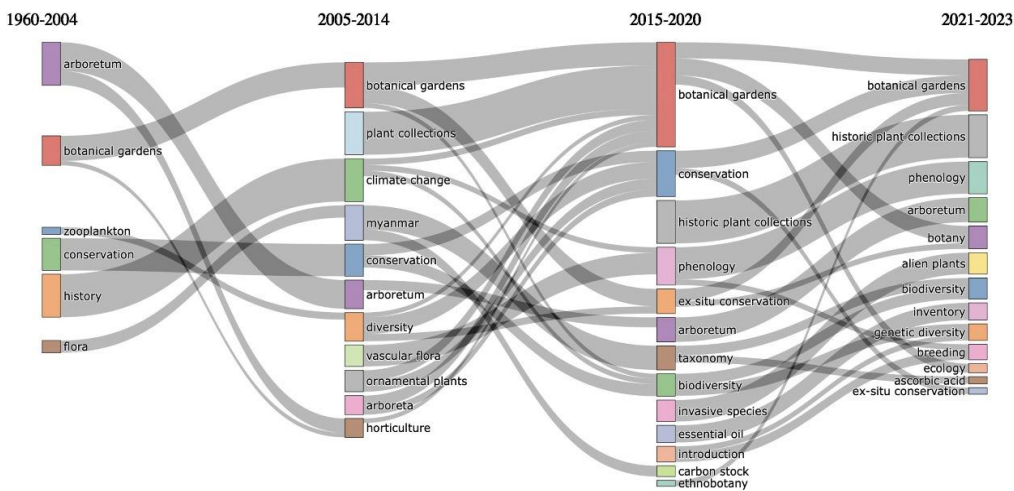 1960-2004
2005-2014
2015-2020
2021-2023
arboretum
botanical gardens
zooplankton
conservation
history
flora
botanical gardens
plant collections
climate change
myanmar
conservation
arboretum
diversity
vascular flora
ornamental plants
arboreta
horticulture
botanical gardens
conservation
historic plant collections
phenology
ex situ conservation
arboretum
taxonomy
biodiversity
invasive species
essential oil
introduction
carbon stock
ethnobotany
botanical gardens
historic plant collections
phenology
arboretum
botany
alien plants
biodiversity
inventory
genetic diversity
breeding
ecology
ascorbic acid
ex-situ conservation